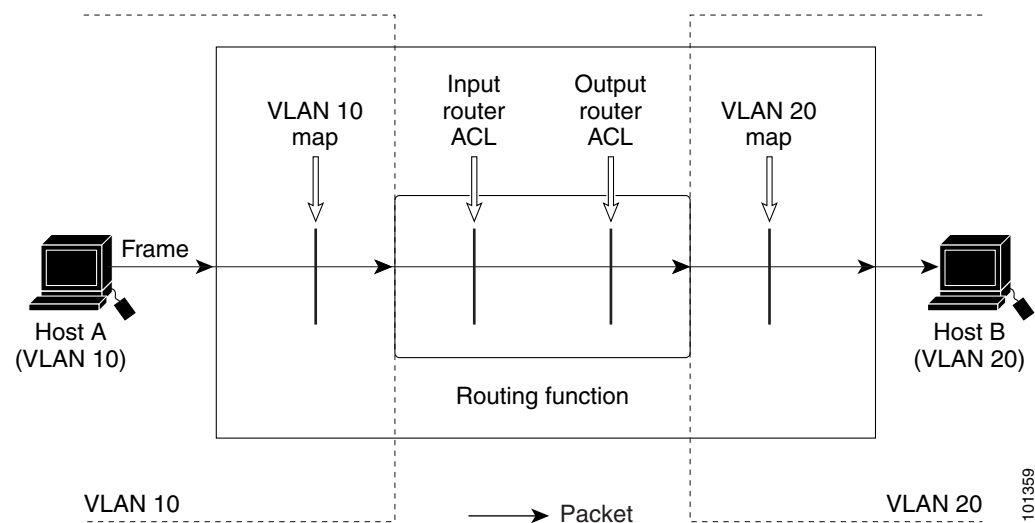 VLAN 10
map
Input
router
ACL
Output
router
ACL
VLAN 20
map
Frame
Host A
(VLAN 10)
Host B
(VLAN 20)
Routing function
VLAN 10
Packet
VLAN 20
101359